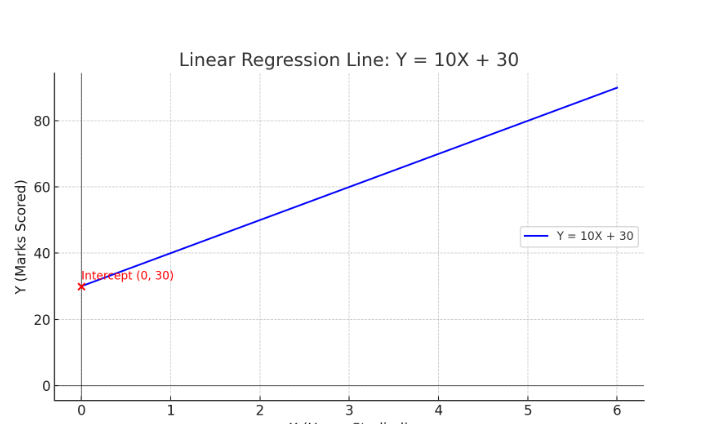 Linear Regression Line: Y = 10X + 30
Y (Marks Scored)
80
60
40
20
0
Y = 10X + 30
Intercept (0, 30)
0 1 2 3 4 5 6